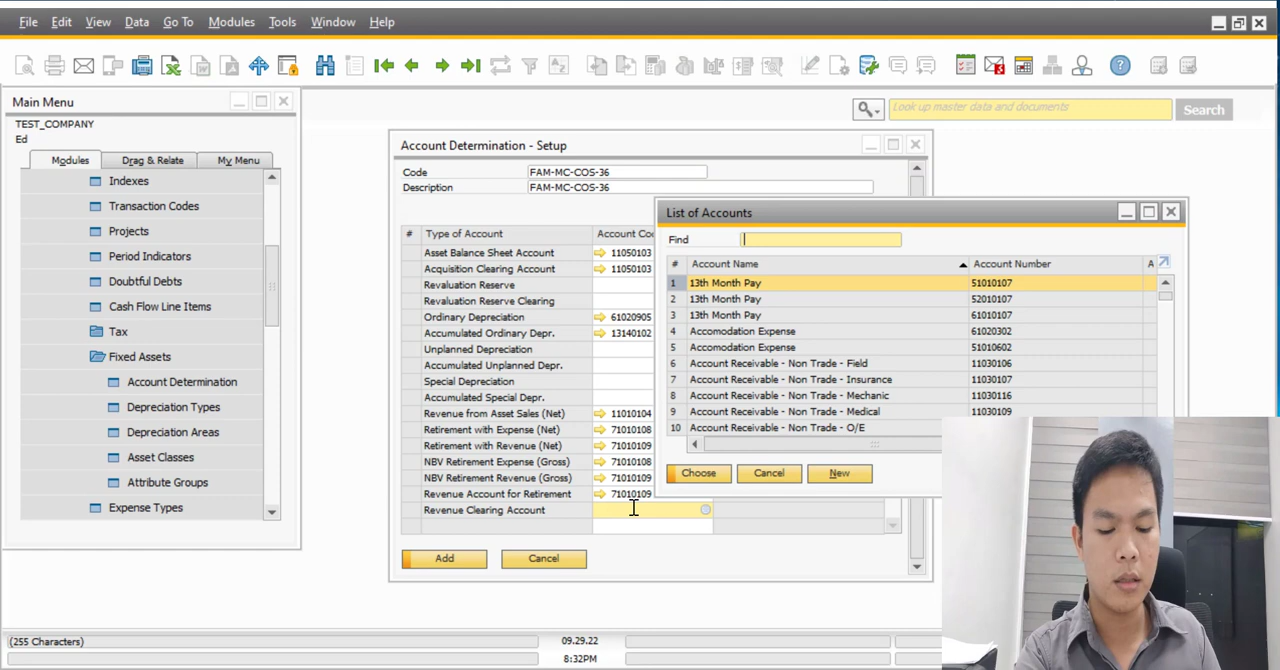 File Edit View Data Go To Modules Tools Window Help
Main Menu
TEST_COMPANY
Ed
Modules Drag & Relate My Menu
Indexes
Transaction Codes
Projects
Period Indicators
Doubtful Debts
Cash Flow Line Items
Tax
Fixed Assets
Account Determination
Depreciation Types
Depreciation Areas
Asset Classes
Attribute Groups
Expense Types
Look up master data and documents Search
Account Determination - Setup
Code FAM-MC-COS-36
Description FAM-MC-COS-36
# Type of Account Account Cod
Asset Balance Sheet Account 11050103
Acquisition Clearing Account 11050103
Revaluation Reserve
Revaluation Reserve Clearing
Ordinary Depreciation 61020905
Accumulated Ordinary Depr. 13140102
Unplanned Depreciation
Accumulated Unplanned Depr.
Special Depreciation
Accumulated Special Depr.
Revenue from Asset Sales (Net) 11010104
Retirement with Expense (Net) 71010108
Retirement with Revenue (Net) 71010109
NBV Retirement Expense (Gross) 71010108
NBV Retirement Revenue (Gross) 71010109
Revenue Account for Retirement 71010109
Revenue Clearing Account
Add Cancel
List of Accounts
Find
# Account Name Account Number A
1 13th Month Pay 51010107
2 13th Month Pay 52010107
3 13th Month Pay 61010107
4 Accomodation Expense 61020302
5 Accomodation Expense 51010602
6 Account Receivable - Non Trade - Field 11030106
7 Account Receivable - Non Trade - Insurance 11030107
8 Account Receivable - Non Trade - Mechanic 11030116
9 Account Receivable - Non Trade - Medical 11030109
10 Account Receivable - Non Trade - O/E
Choose Cancel New
(255 Characters) 09.29.22
8:32PM